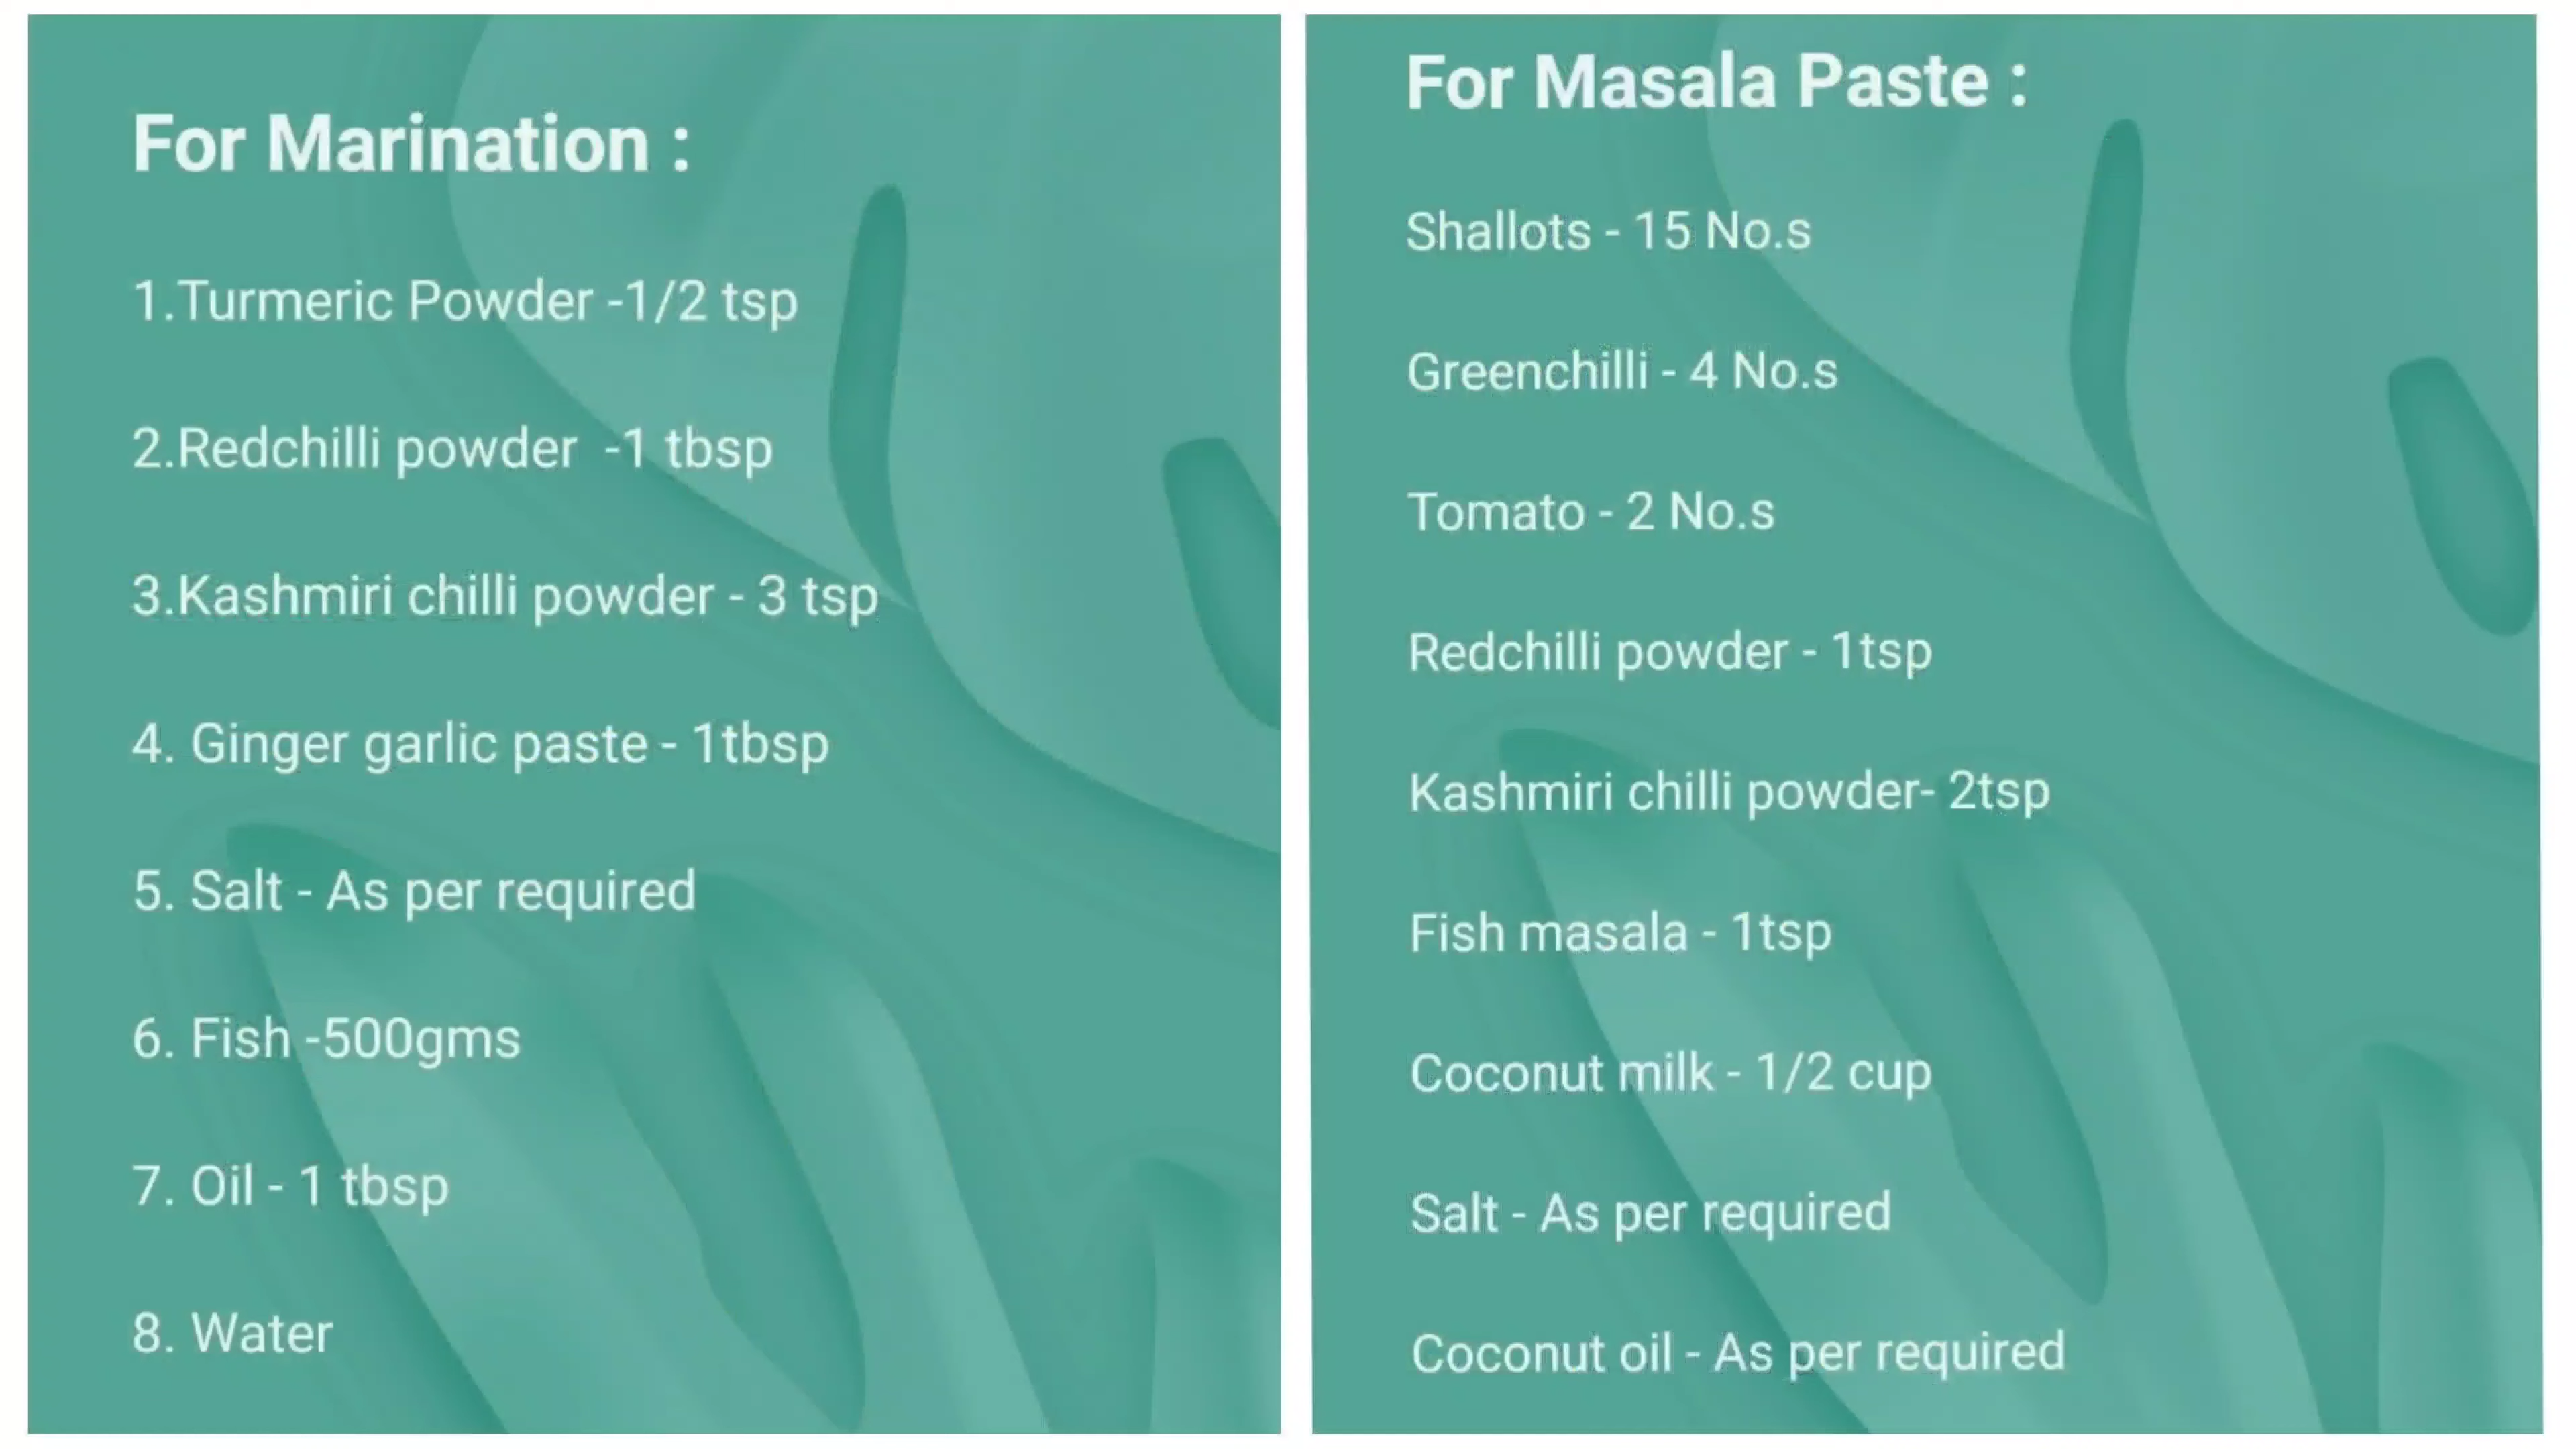 For Marination :
1.Turmeric Powder -1/2 tsp
2.Redchilli powder  -1 tbsp
3.Kashmiri chilli powder - 3 tsp
4. Ginger garlic paste - 1tbsp
5. Salt - As per required
6. Fish -500gms
7. Oil - 1 tbsp
8. Water
For Masala Paste :
Shallots - 15 No.s
Greenchilli - 4 No.s
Tomato - 2 No.s
Redchilli powder - 1tsp
Kashmiri chilli powder- 2tsp
Fish masala - 1tsp
Coconut milk - 1/2 cup
Salt - As per required
Coconut oil - As per required